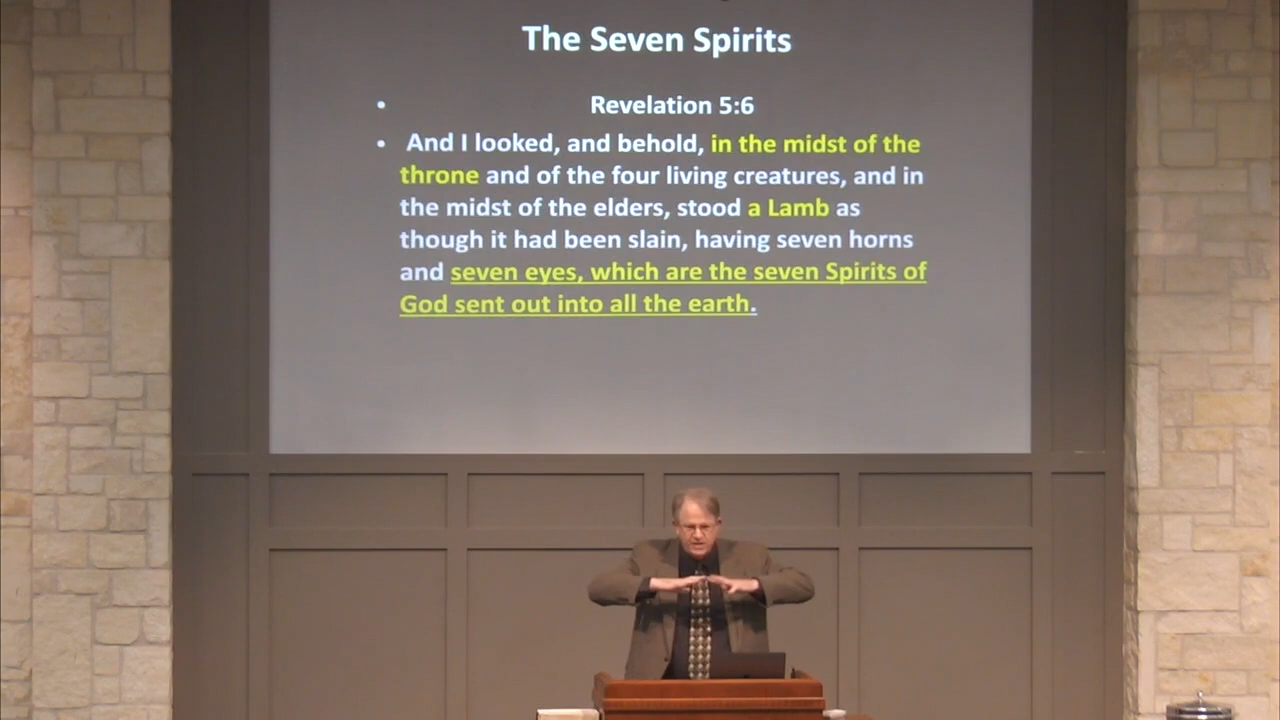 The Seven Spirits
• Revelation 5:6
• And I looked, and behold, in the midst of the
throne and of the four living creatures, and in
the midst of the elders, stood a Lamb as
though it had been slain, having seven horns
and seven eyes, which are the seven Spirits of
God sent out into all the earth.